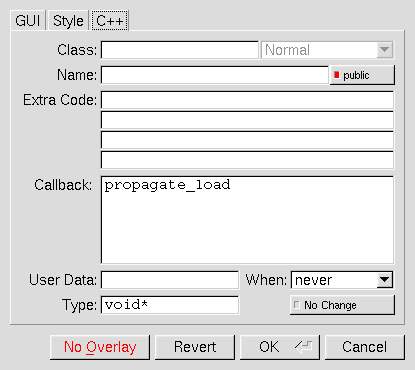 GUI Style C++
Class: Normal
Name: public
Extra Code:
Callback: propagate_load
User Data: When: never
Type: void* No Change
No Overlay Revert OK Cancel